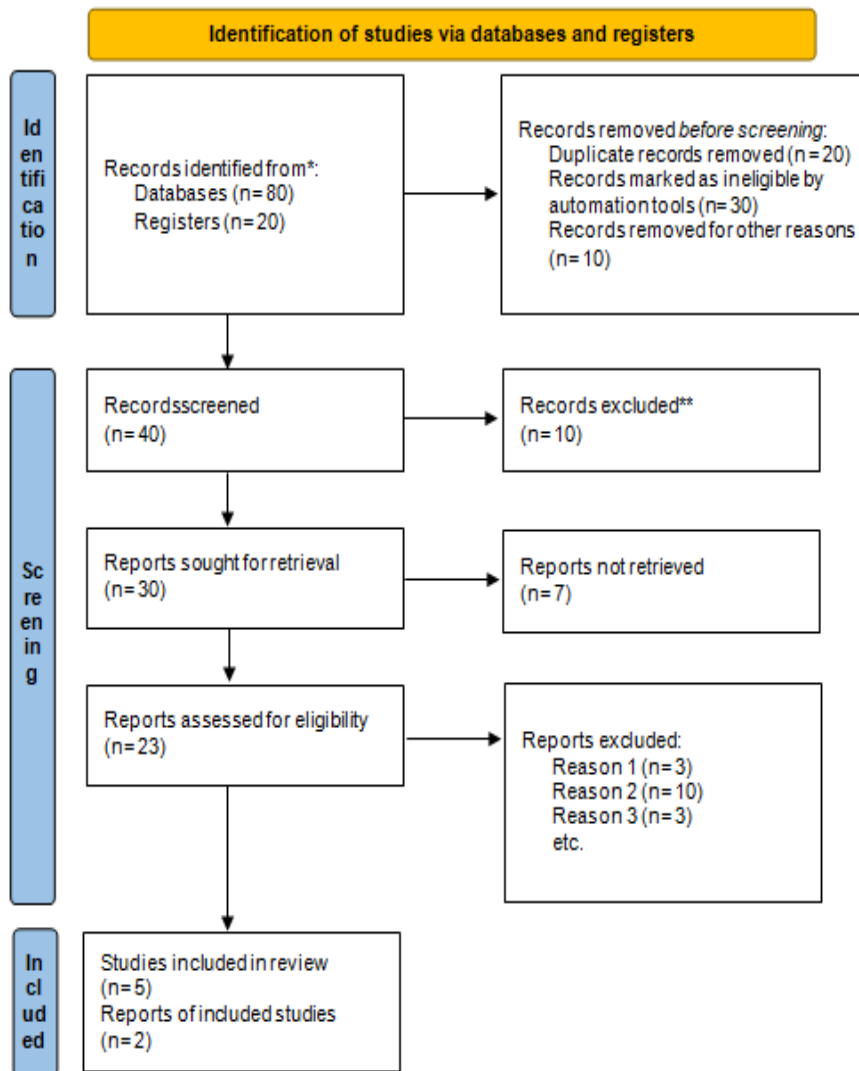 Identification of studies via databases and registers
Id
en
tifi
ca
tio
n
Records identified from*:
Databases (n = 80)
Registers (n = 20)
Records removed before screening:
Duplicate records removed (n = 20)
Records marked as ineligible by
automation tools (n = 30)
Records removed for other reasons
(n = 10)
Sc
re
en
in
g
Recordsscreened
(n = 40)
Records excluded**
(n = 10)
Reports sought for retrieval
(n = 30)
Reports not retrieved
(n = 7)
Reports assessed for eligibility
(n = 23)
Reports excluded:
Reason 1 (n = 3)
Reason 2 (n = 10)
Reason 3 (n = 3)
etc.
In
cl
ud
ed
Studies included in review
(n = 5)
Reports of included studies
(n = 2)